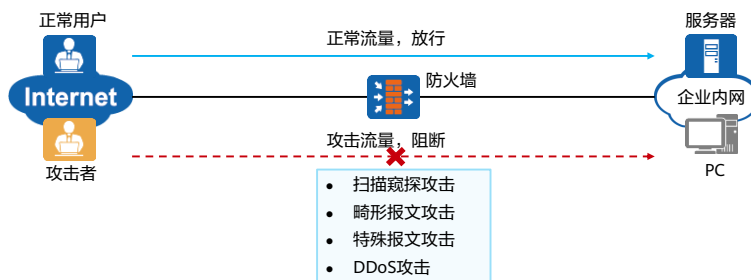 正常用户
服务器
正常流量，放行
Internet
防火墙
企业内网
攻击流量，阻断
攻击者
PC
● 扫描窥探攻击
● 畸形报文攻击
● 特殊报文攻击
● DDoS攻击